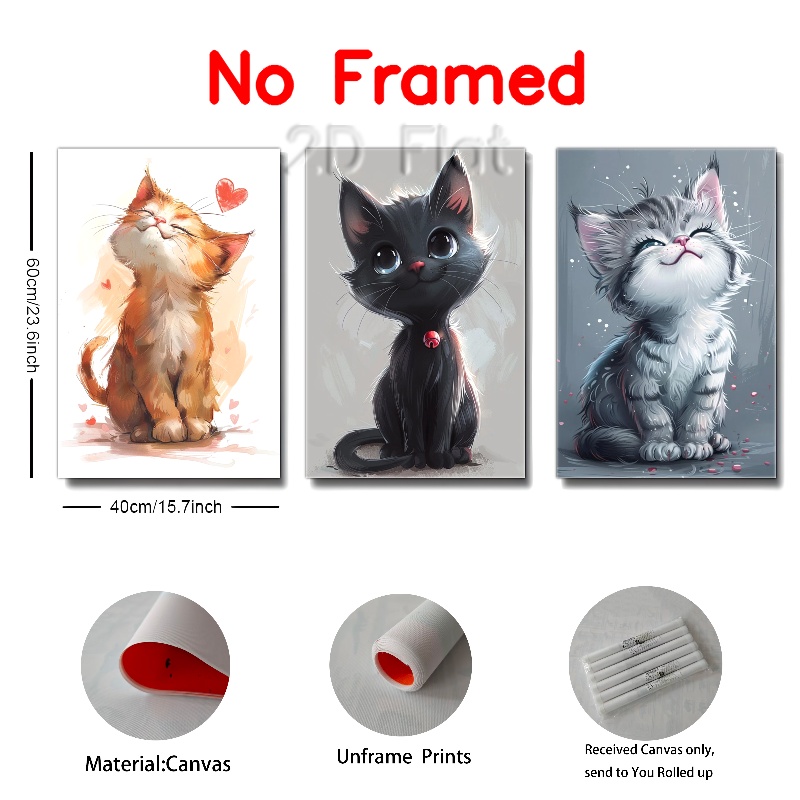 No Framed
2D Flat
60cm/23.6inch
40cm/15.7inch
Material:Canvas
Unframe Prints
Received Canvas only,
send to You Rolled up